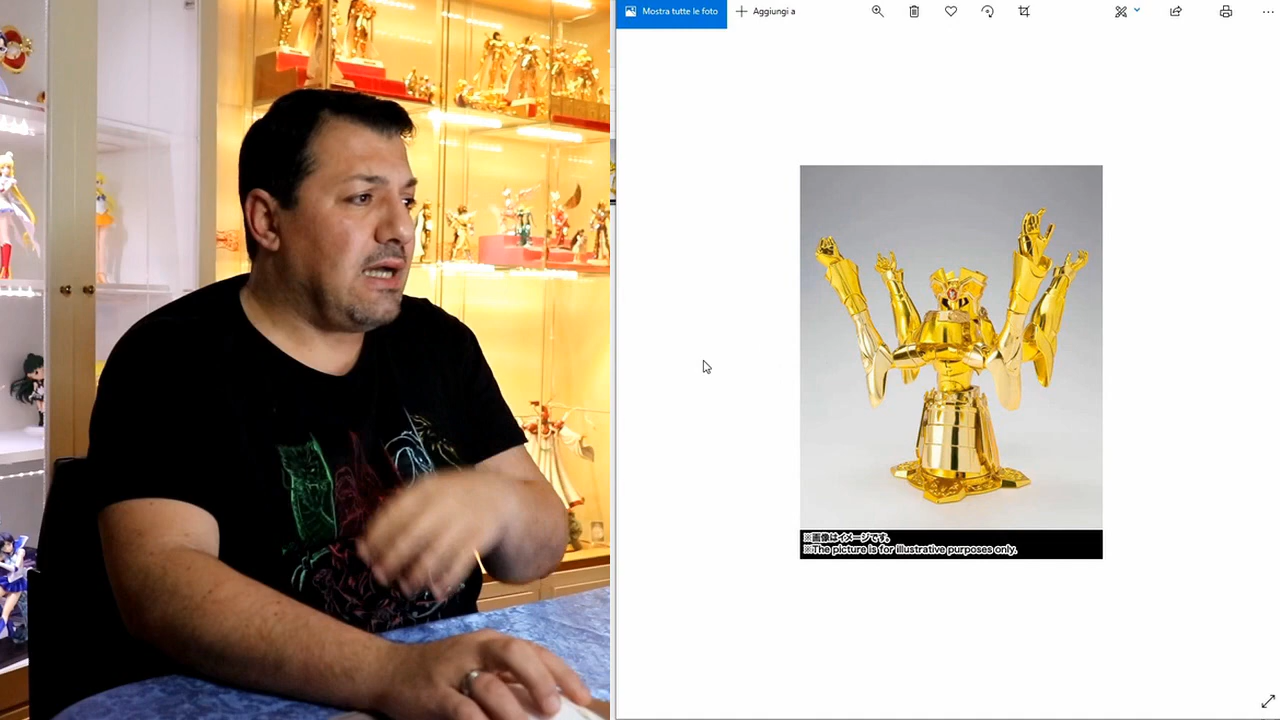 Mostra tutte le foto
Aggiungi a
※画像はイメージです。
※The picture is for illustrative purposes only.